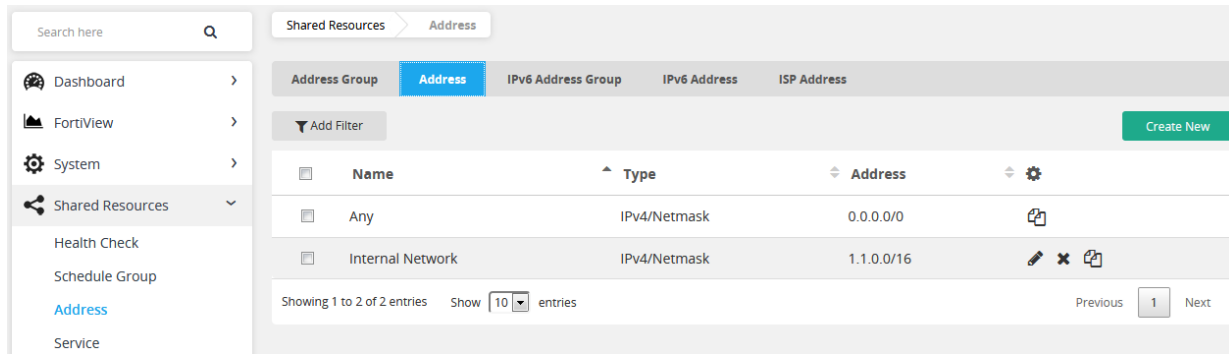 Search here
Shared Resources Address
Dashboard
FortiView
System
Shared Resources
Health Check
Schedule Group
Address
Service
Address Group Address IPv6 Address Group IPv6 Address ISP Address
Add Filter Create New
Name Type Address
Any IPv4/Netmask 0.0.0.0/0
Internal Network IPv4/Netmask 1.1.0.0/16
Showing 1 to 2 of 2 entries Show 10 entries Previous 1 Next